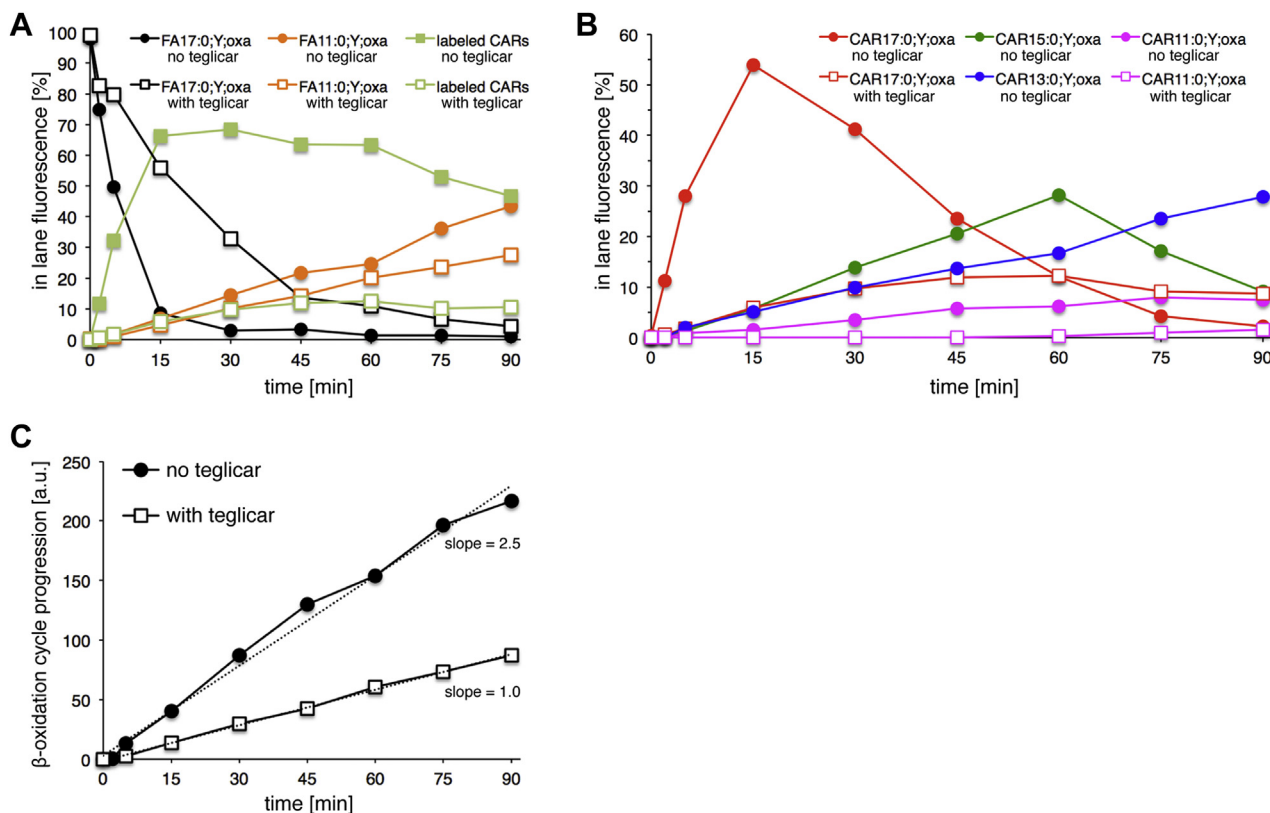 A
in lane fluorescence [%]
100
90
80
70
60
50
40
30
20
10
0
FA17:0;Y;oxa no teglicar
FA11:0;Y;oxa no teglicar
labeled CARs no teglicar
FA17:0;Y;oxa with teglicar
FA11:0;Y;oxa with teglicar
labeled CARs with teglicar
0 15 30 45 60 75 90
time [min]
B
in lane fluorescence [%]
60
50
40
30
20
10
0
CAR17:0;Y;oxa no teglicar
CAR15:0;Y;oxa no teglicar
CAR11:0;Y;oxa no teglicar
CAR17:0;Y;oxa with teglicar
CAR13:0;Y;oxa no teglicar
CAR11:0;Y;oxa with teglicar
0 15 30 45 60 75 90
time [min]
C
β-oxidation cycle progression [a.u.]
250
200
150
100
50
0
no teglicar
with teglicar
slope = 2.5
slope = 1.0
0 15 30 45 60 75 90
time [min]